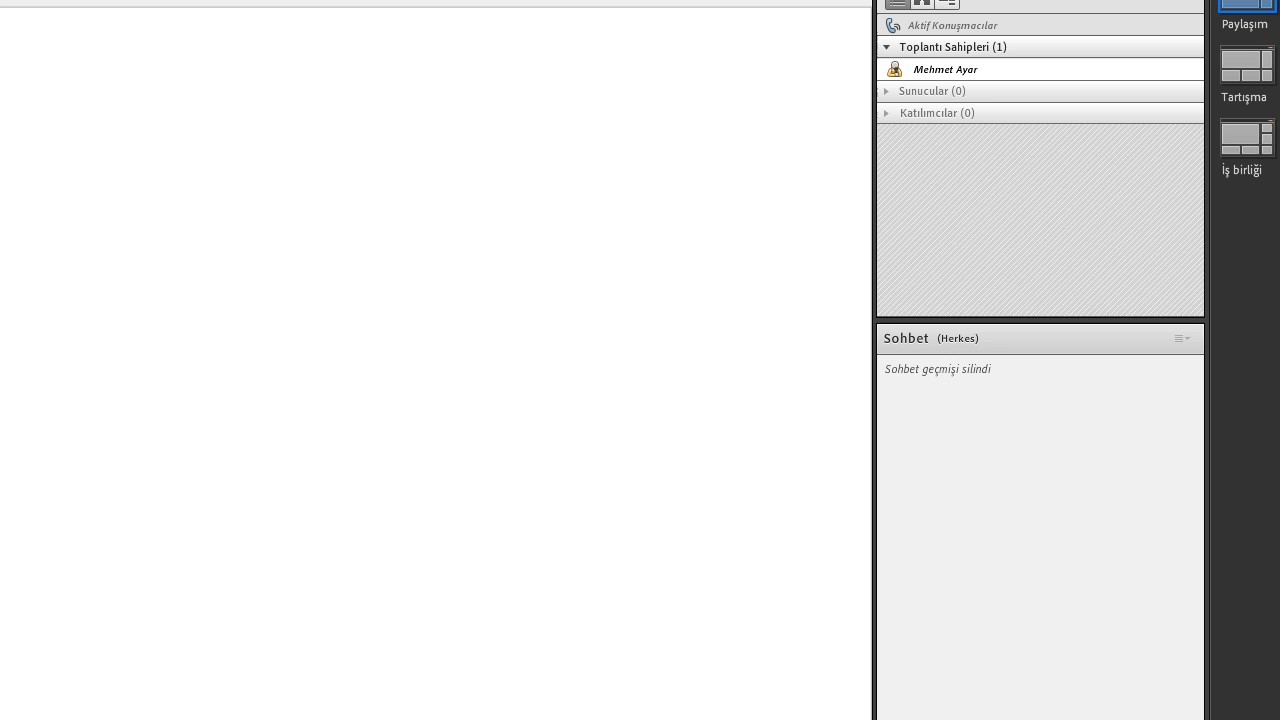 Aktif Konuşmacılar
Toplantı Sahipleri (1)
Mehmet Ayar
Sunucular (0)
Katılımcılar (0)
Sohbet (Herkes)
Sohbet geçmişi silindi
Paylaşım
Tartışma
İş birliği